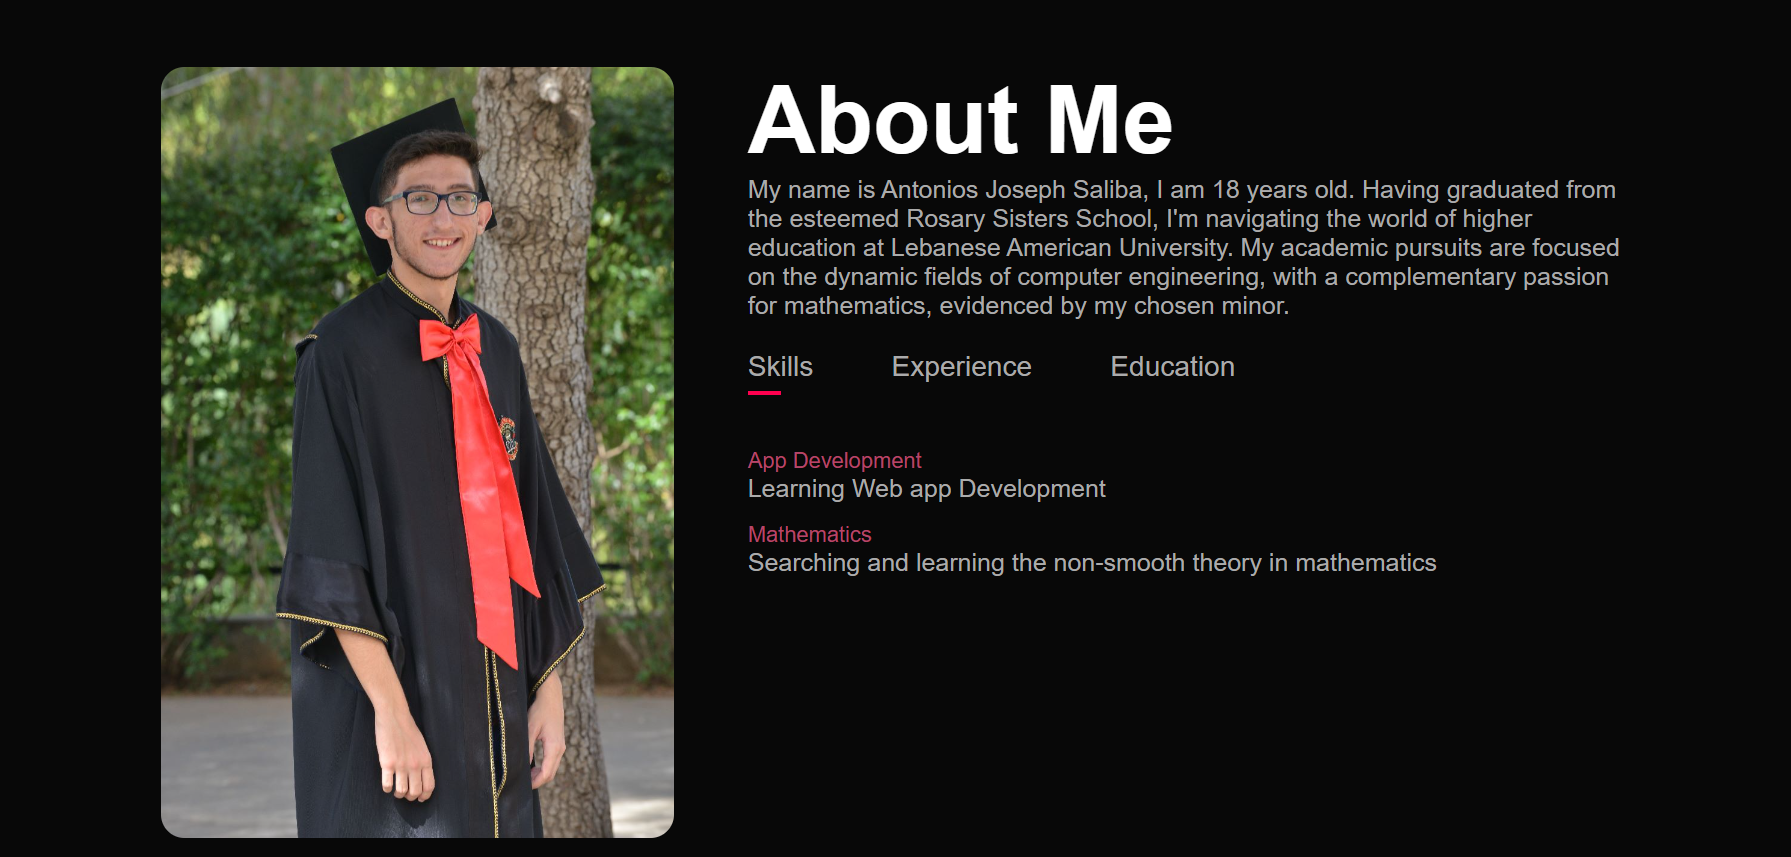 About Me
My name is Antonios Joseph Saliba, I am 18 years old. Having graduated from
the esteemed Rosary Sisters School, I'm navigating the world of higher
education at Lebanese American University. My academic pursuits are focused
on the dynamic fields of computer engineering, with a complementary passion
for mathematics, evidenced by my chosen minor.
Skills Experience Education
App Development
Learning Web app Development
Mathematics
Searching and learning the non-smooth theory in mathematics